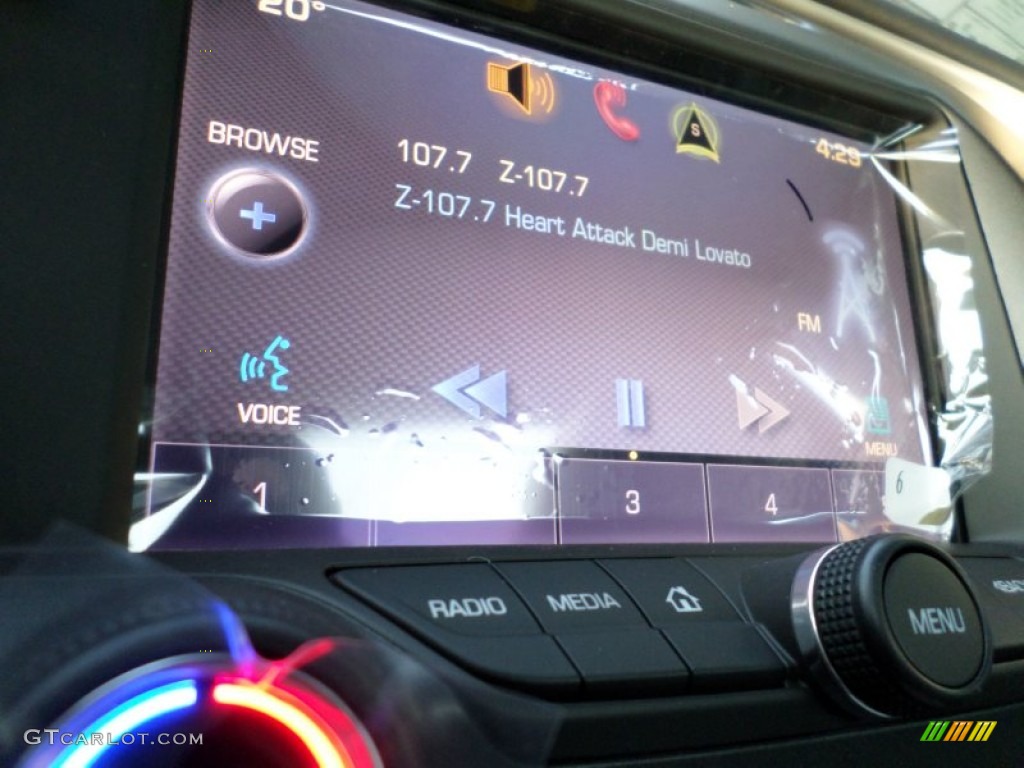 20°
S
4:29
BROWSE
107.7 Z-107.7
Z-107.7 Heart Attack Demi Lovato
FM
VOICE
MENU
1
3
4
6
RADIO
MEDIA
MENU
GTcarlot.com